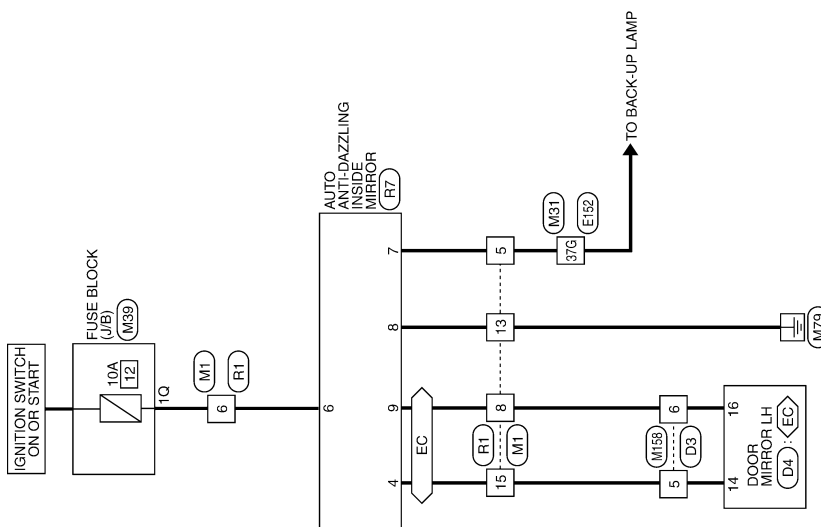 IGNITION SWITCH
ON OR START
FUSE BLOCK
(J/B)
M39
10A
12
1Q
M1
6
R1
6
AUTO
ANTI-DAZZLING
INSIDE
MIRROR
R7
4
9
8
7
EC
R1
M1
15
8
13
5
M31
37G
E152
TO BACK-UP LAMP
M158
D3
5
6
14
16
DOOR
MIRROR LH
D4
:
EC
M79